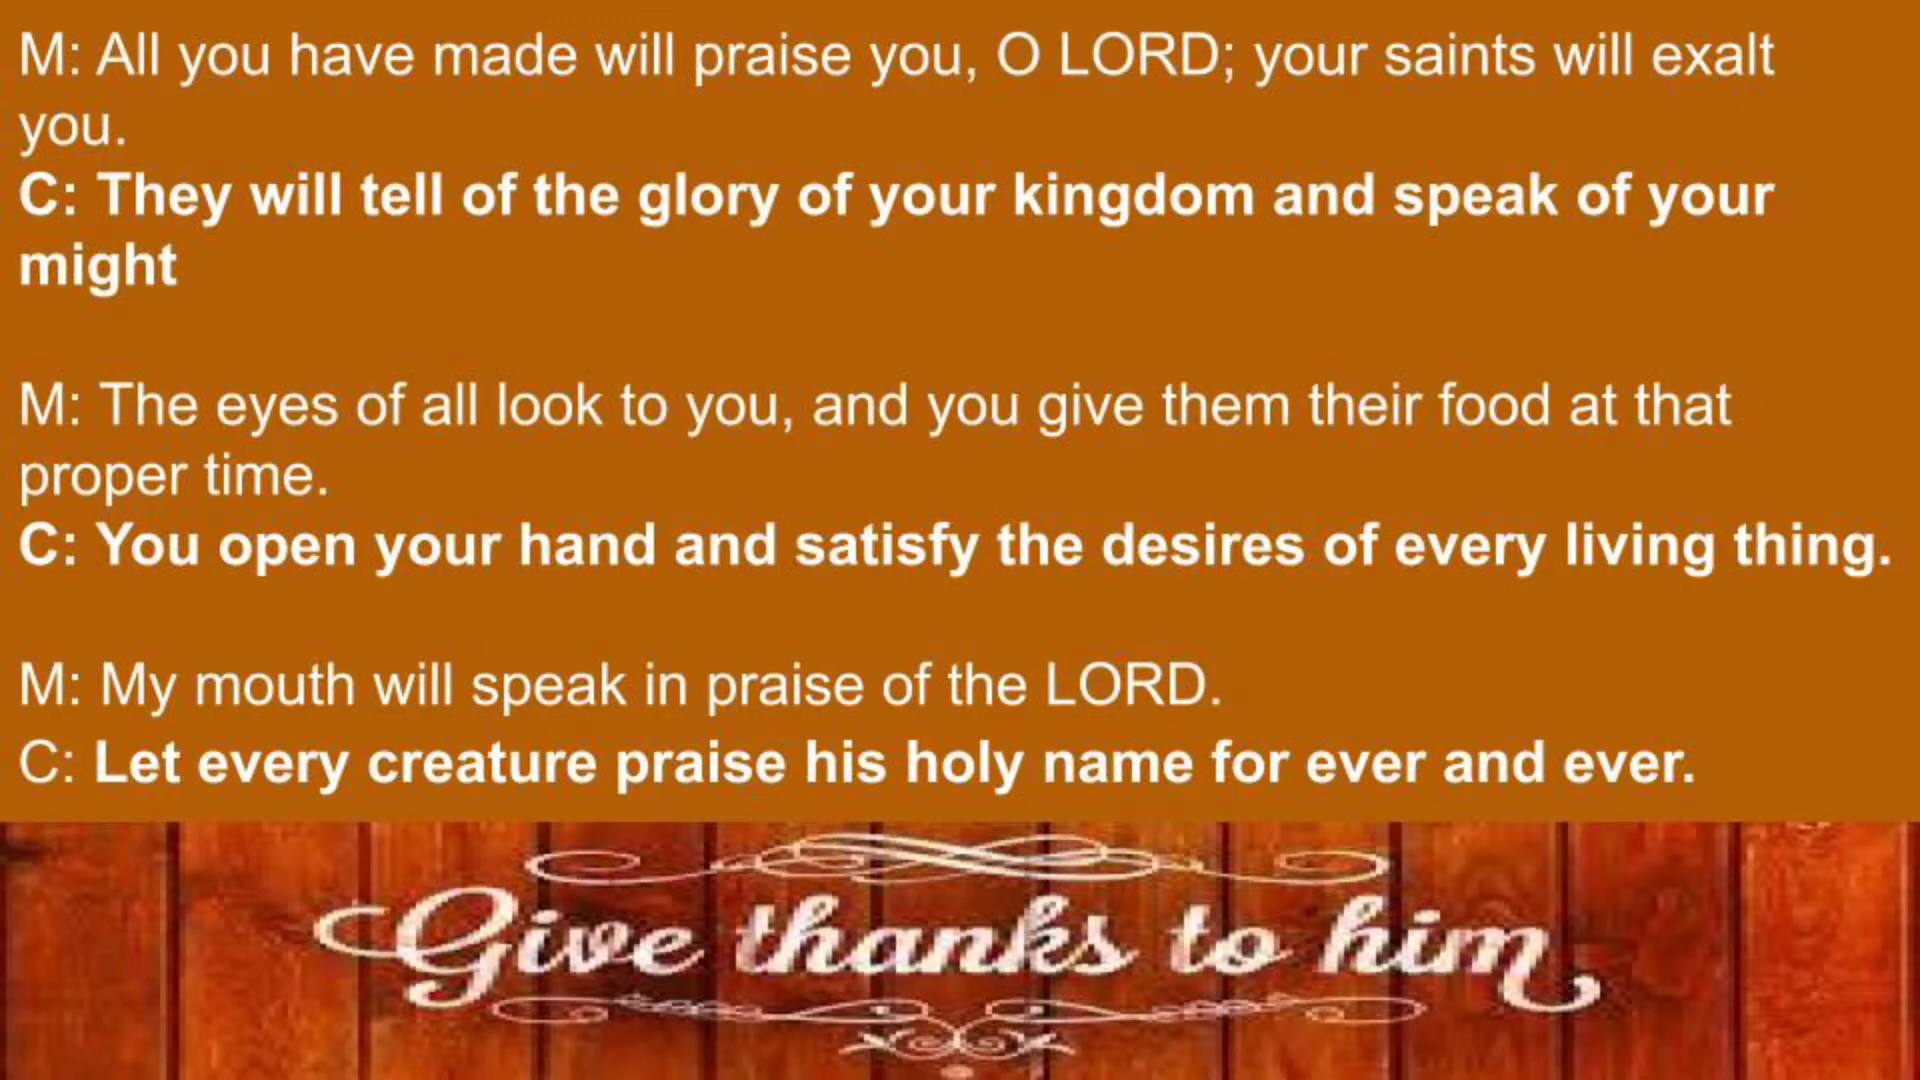 M: All you have made will praise you, O LORD; your saints will exalt
you.
C: They will tell of the glory of your kingdom and speak of your
might
M: The eyes of all look to you, and you give them their food at that
proper time.
C: You open your hand and satisfy the desires of every living thing.
M: My mouth will speak in praise of the LORD.
C: Let every creature praise his holy name for ever and ever.
Give thanks to him